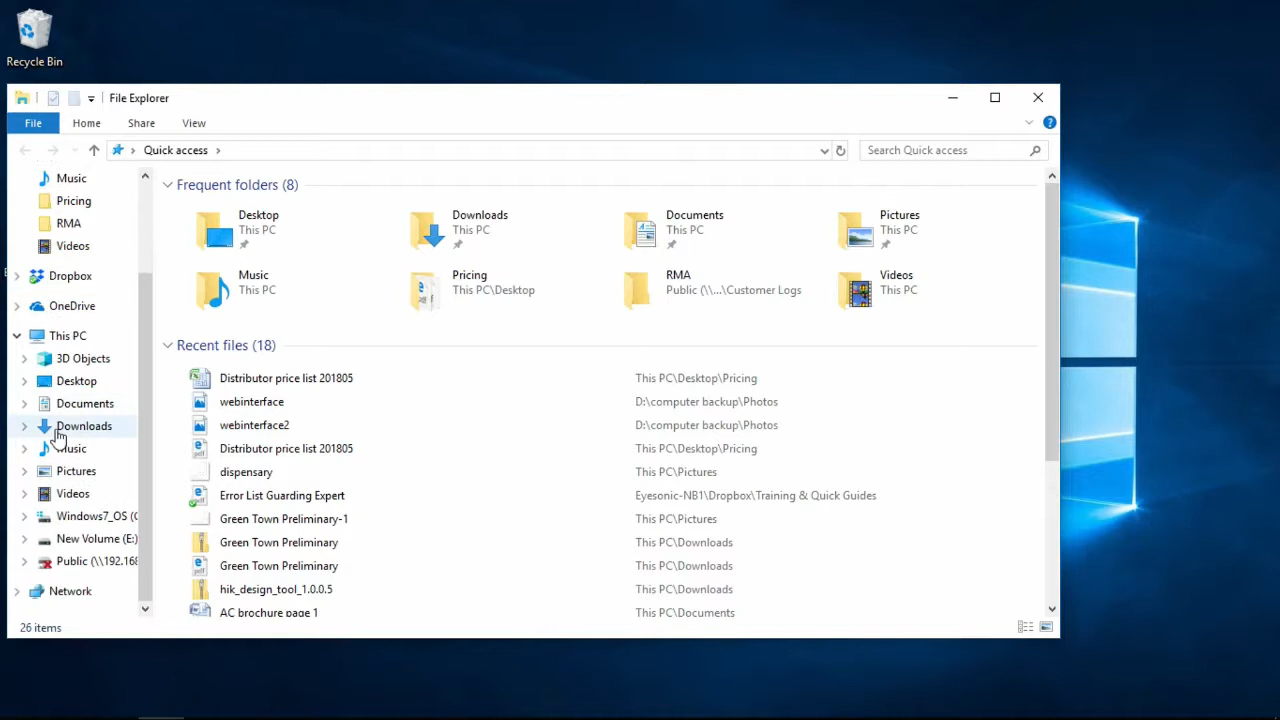 Recycle Bin
File Explorer
File Home Share View
Quick access
Search Quick access
Music
Pricing
RMA
Videos
Dropbox
OneDrive
This PC
3D Objects
Desktop
Documents
Downloads
Music
Pictures
Videos
Windows7_OS (C
New Volume (E:)
Public (\\192.168
Network
Frequent folders (8)
Desktop
This PC
Downloads
This PC
Documents
This PC
Pictures
This PC
Music
This PC
Pricing
This PC\Desktop
RMA
Public (\\...\Customer Logs
Videos
This PC
Recent files (18)
Distributor price list 201805 This PC\Desktop\Pricing
webinterface D:\computer backup\Photos
webinterface2 D:\computer backup\Photos
Distributor price list 201805 This PC\Desktop\Pricing
dispensary This PC\Pictures
Error List Guarding Expert Eyesonic-NB1\Dropbox\Training & Quick Guides
Green Town Preliminary-1 This PC\Pictures
Green Town Preliminary This PC\Downloads
Green Town Preliminary This PC\Downloads
hik_design_tool_1.0.0.5 This PC\Downloads
AC brochure page 1 This PC\Documents
26 items